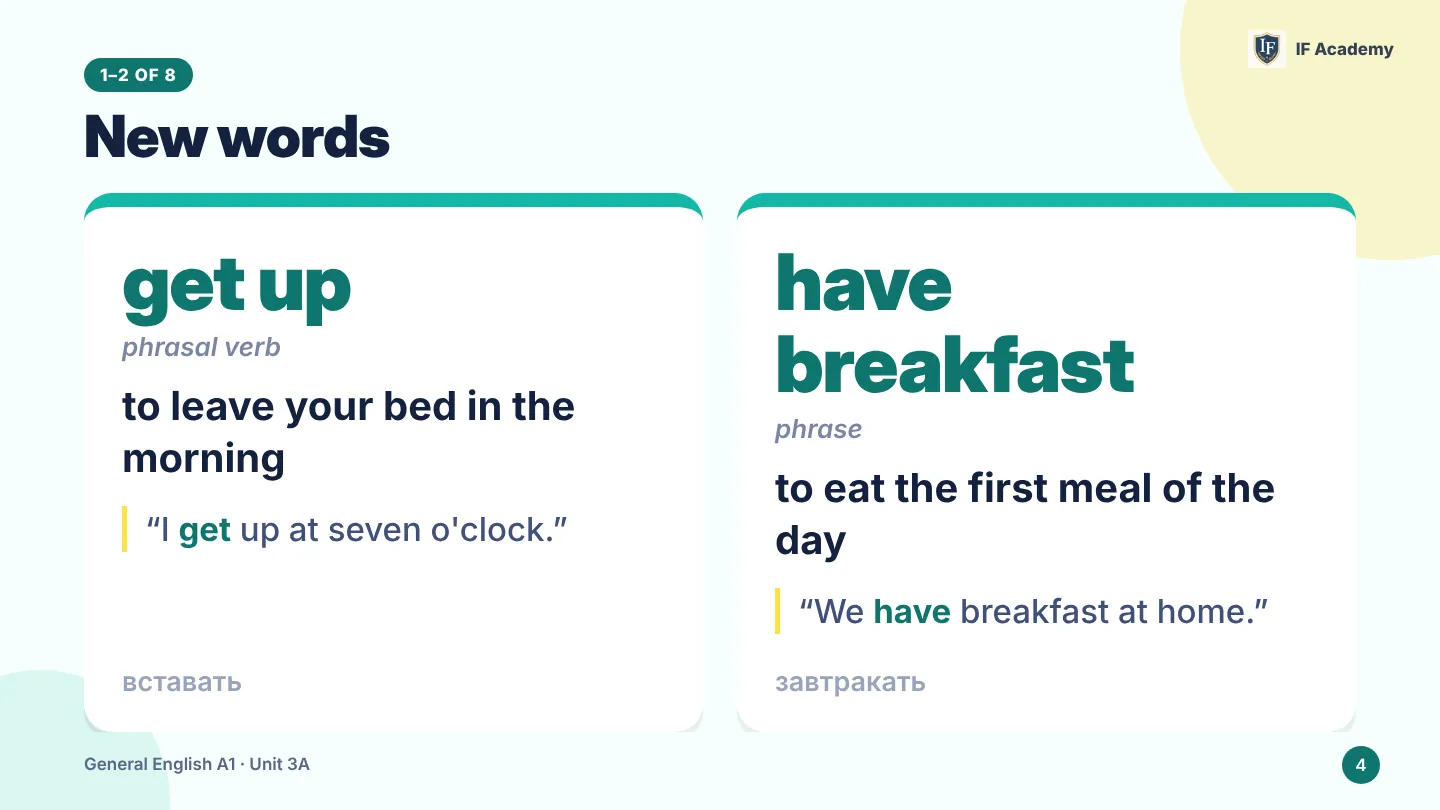 IF
IF Academy
1–2 OF 8
New words
get up
phrasal verb
to leave your bed in the
morning
“I get up at seven o'clock.”
вставать
have
breakfast
phrase
to eat the first meal of the
day
“We have breakfast at home.”
завтракать
General English A1 · Unit 3A
4